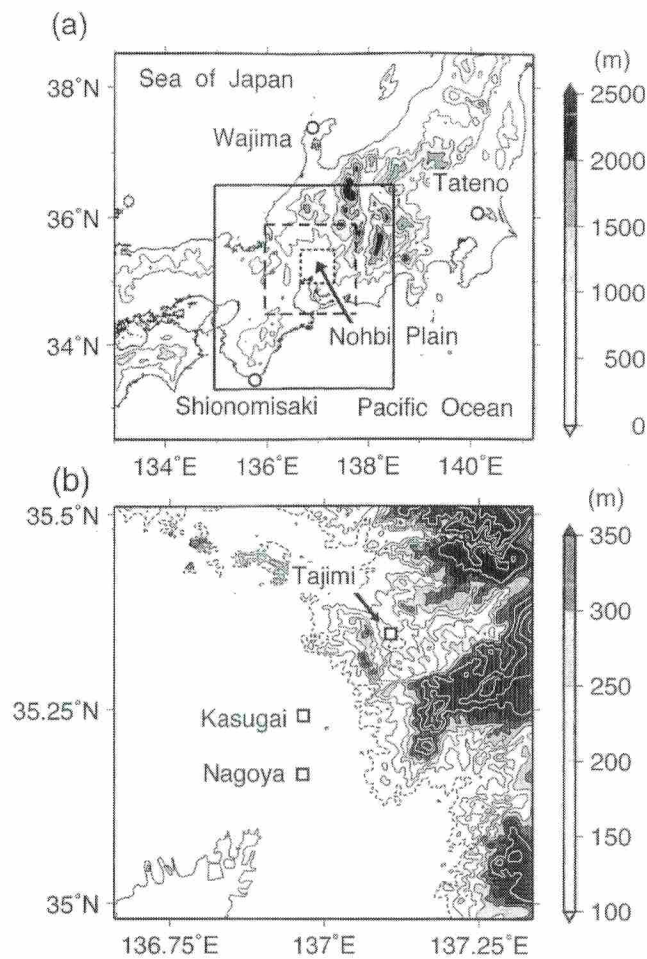 (a)
(m)
38°N
36°N
34°N
Sea of Japan
Wajima
Tateno
Nohbi Plain
Shionomisaki
Pacific Ocean
134°E
136°E
138°E
140°E
2500
2000
1500
1000
500
0
(b)
(m)
35.5°N
35.25°N
35°N
Tajimi
Kasugai
Nagoya
136.75°E
137°E
137.25°E
350
300
250
200
150
100